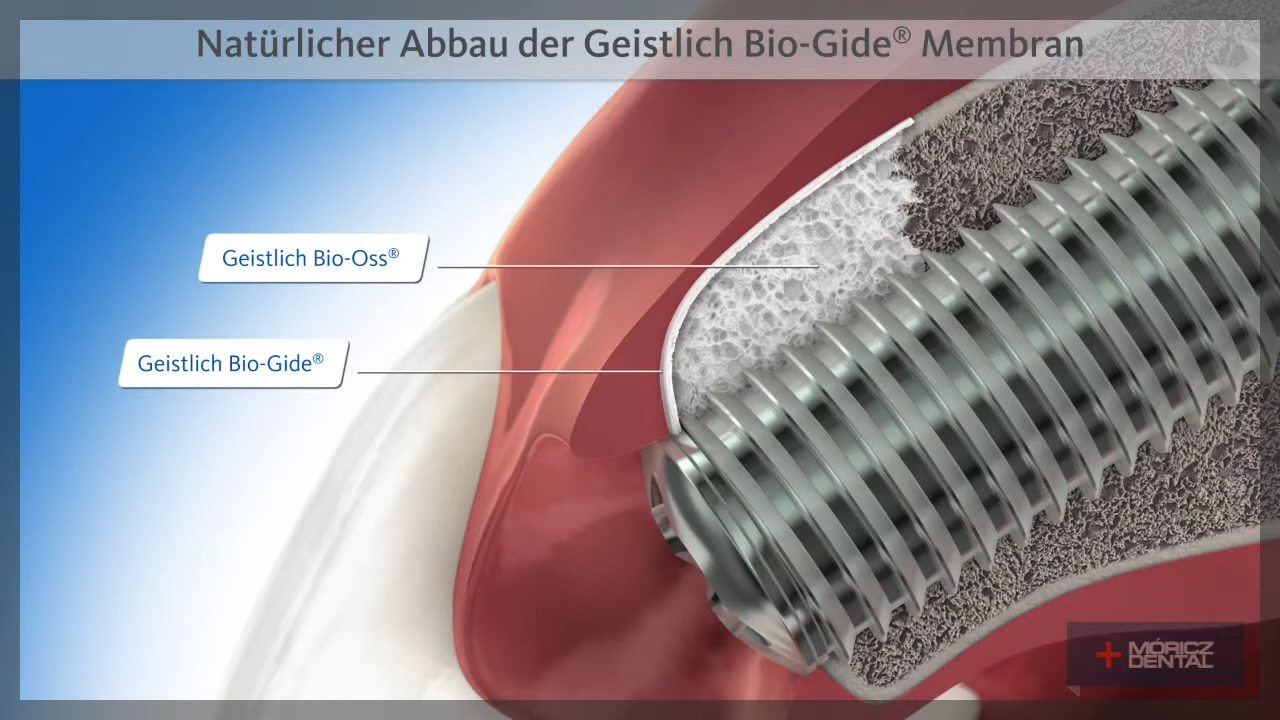 Natürlicher Abbau der Geistlich Bio-Gide® Membran
Geistlich Bio-Oss®
Geistlich Bio-Gide®
MÓRICZ
DENTAL